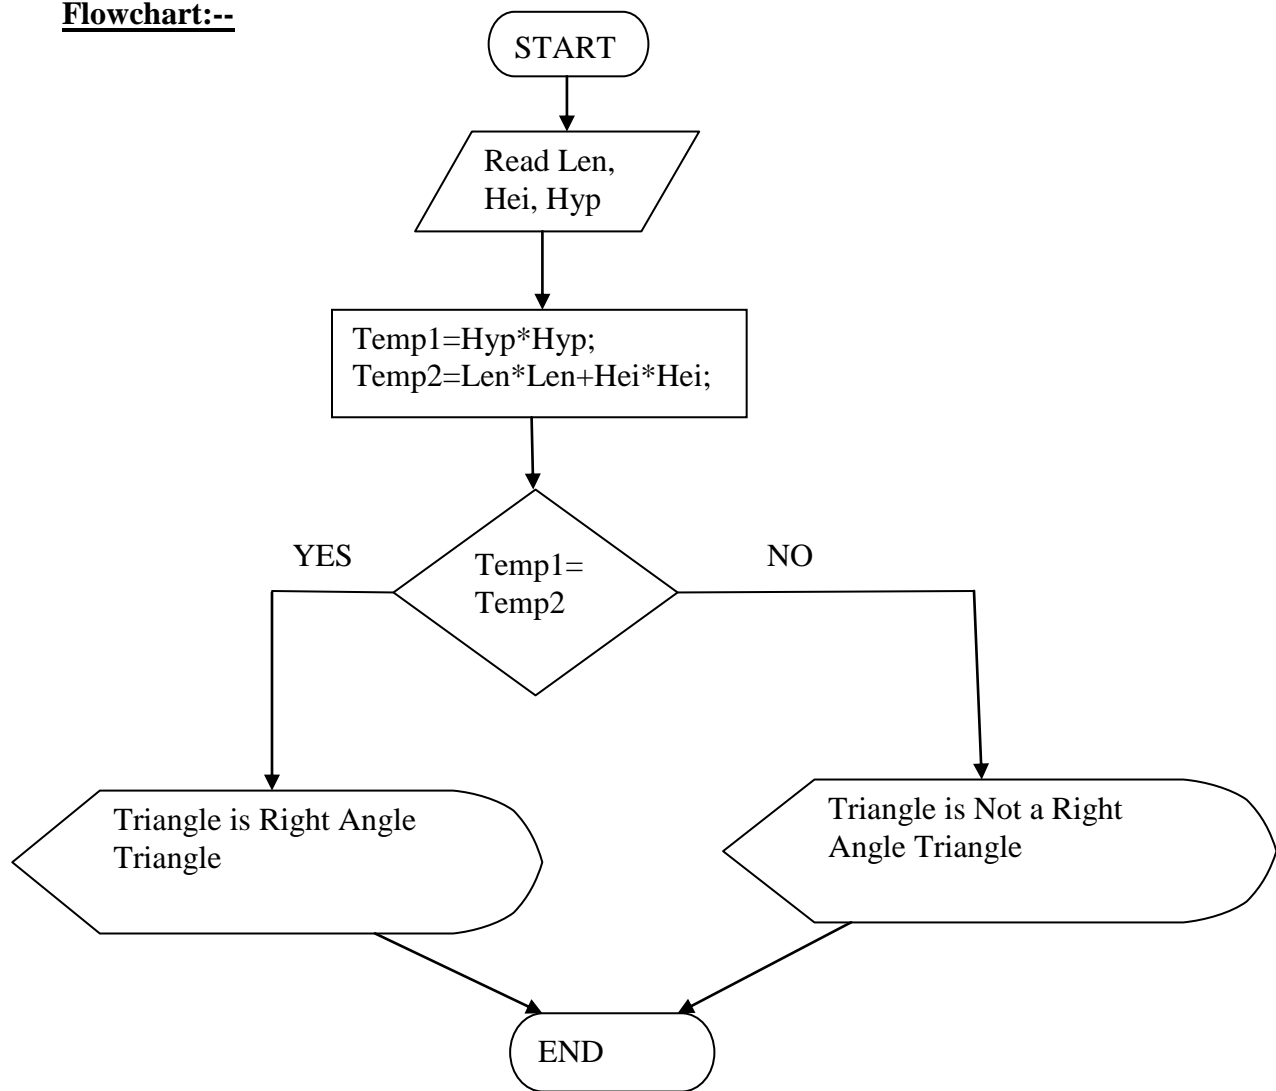 Flowchart:--
START
Read Len,
Hei, Hyp
Temp1=Hyp*Hyp;
Temp2=Len*Len+Hei*Hei;
YES
Temp1=
Temp2
NO
Triangle is Right Angle
Triangle
Triangle is Not a Right
Angle Triangle
END